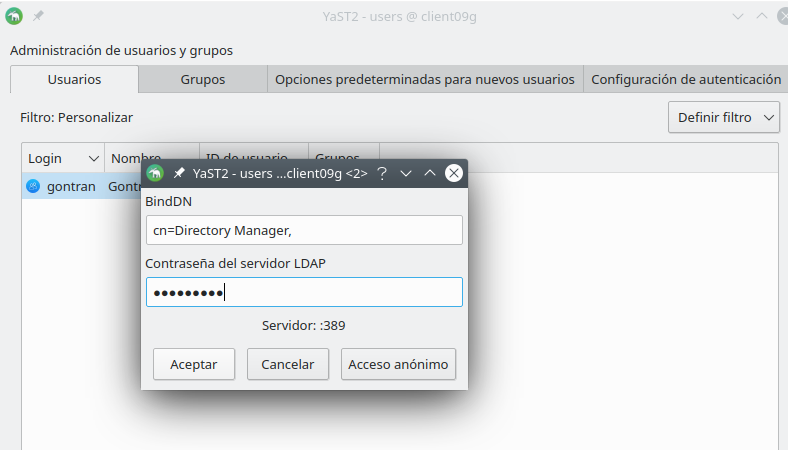 YaST2 - users @ client09g
Administración de usuarios y grupos
Usuarios Grupos Opciones predeterminadas para nuevos usuarios Configuración de autenticación
Filtro: Personalizar Definir filtro
Login Nombre ID de usuario Grupos
gontran
YaST2 - users ...client09g <2>
BindDN
cn=Directory Manager,
Contraseña del servidor LDAP
●●●●●●●●●
Servidor: :389
Aceptar Cancelar Acceso anónimo